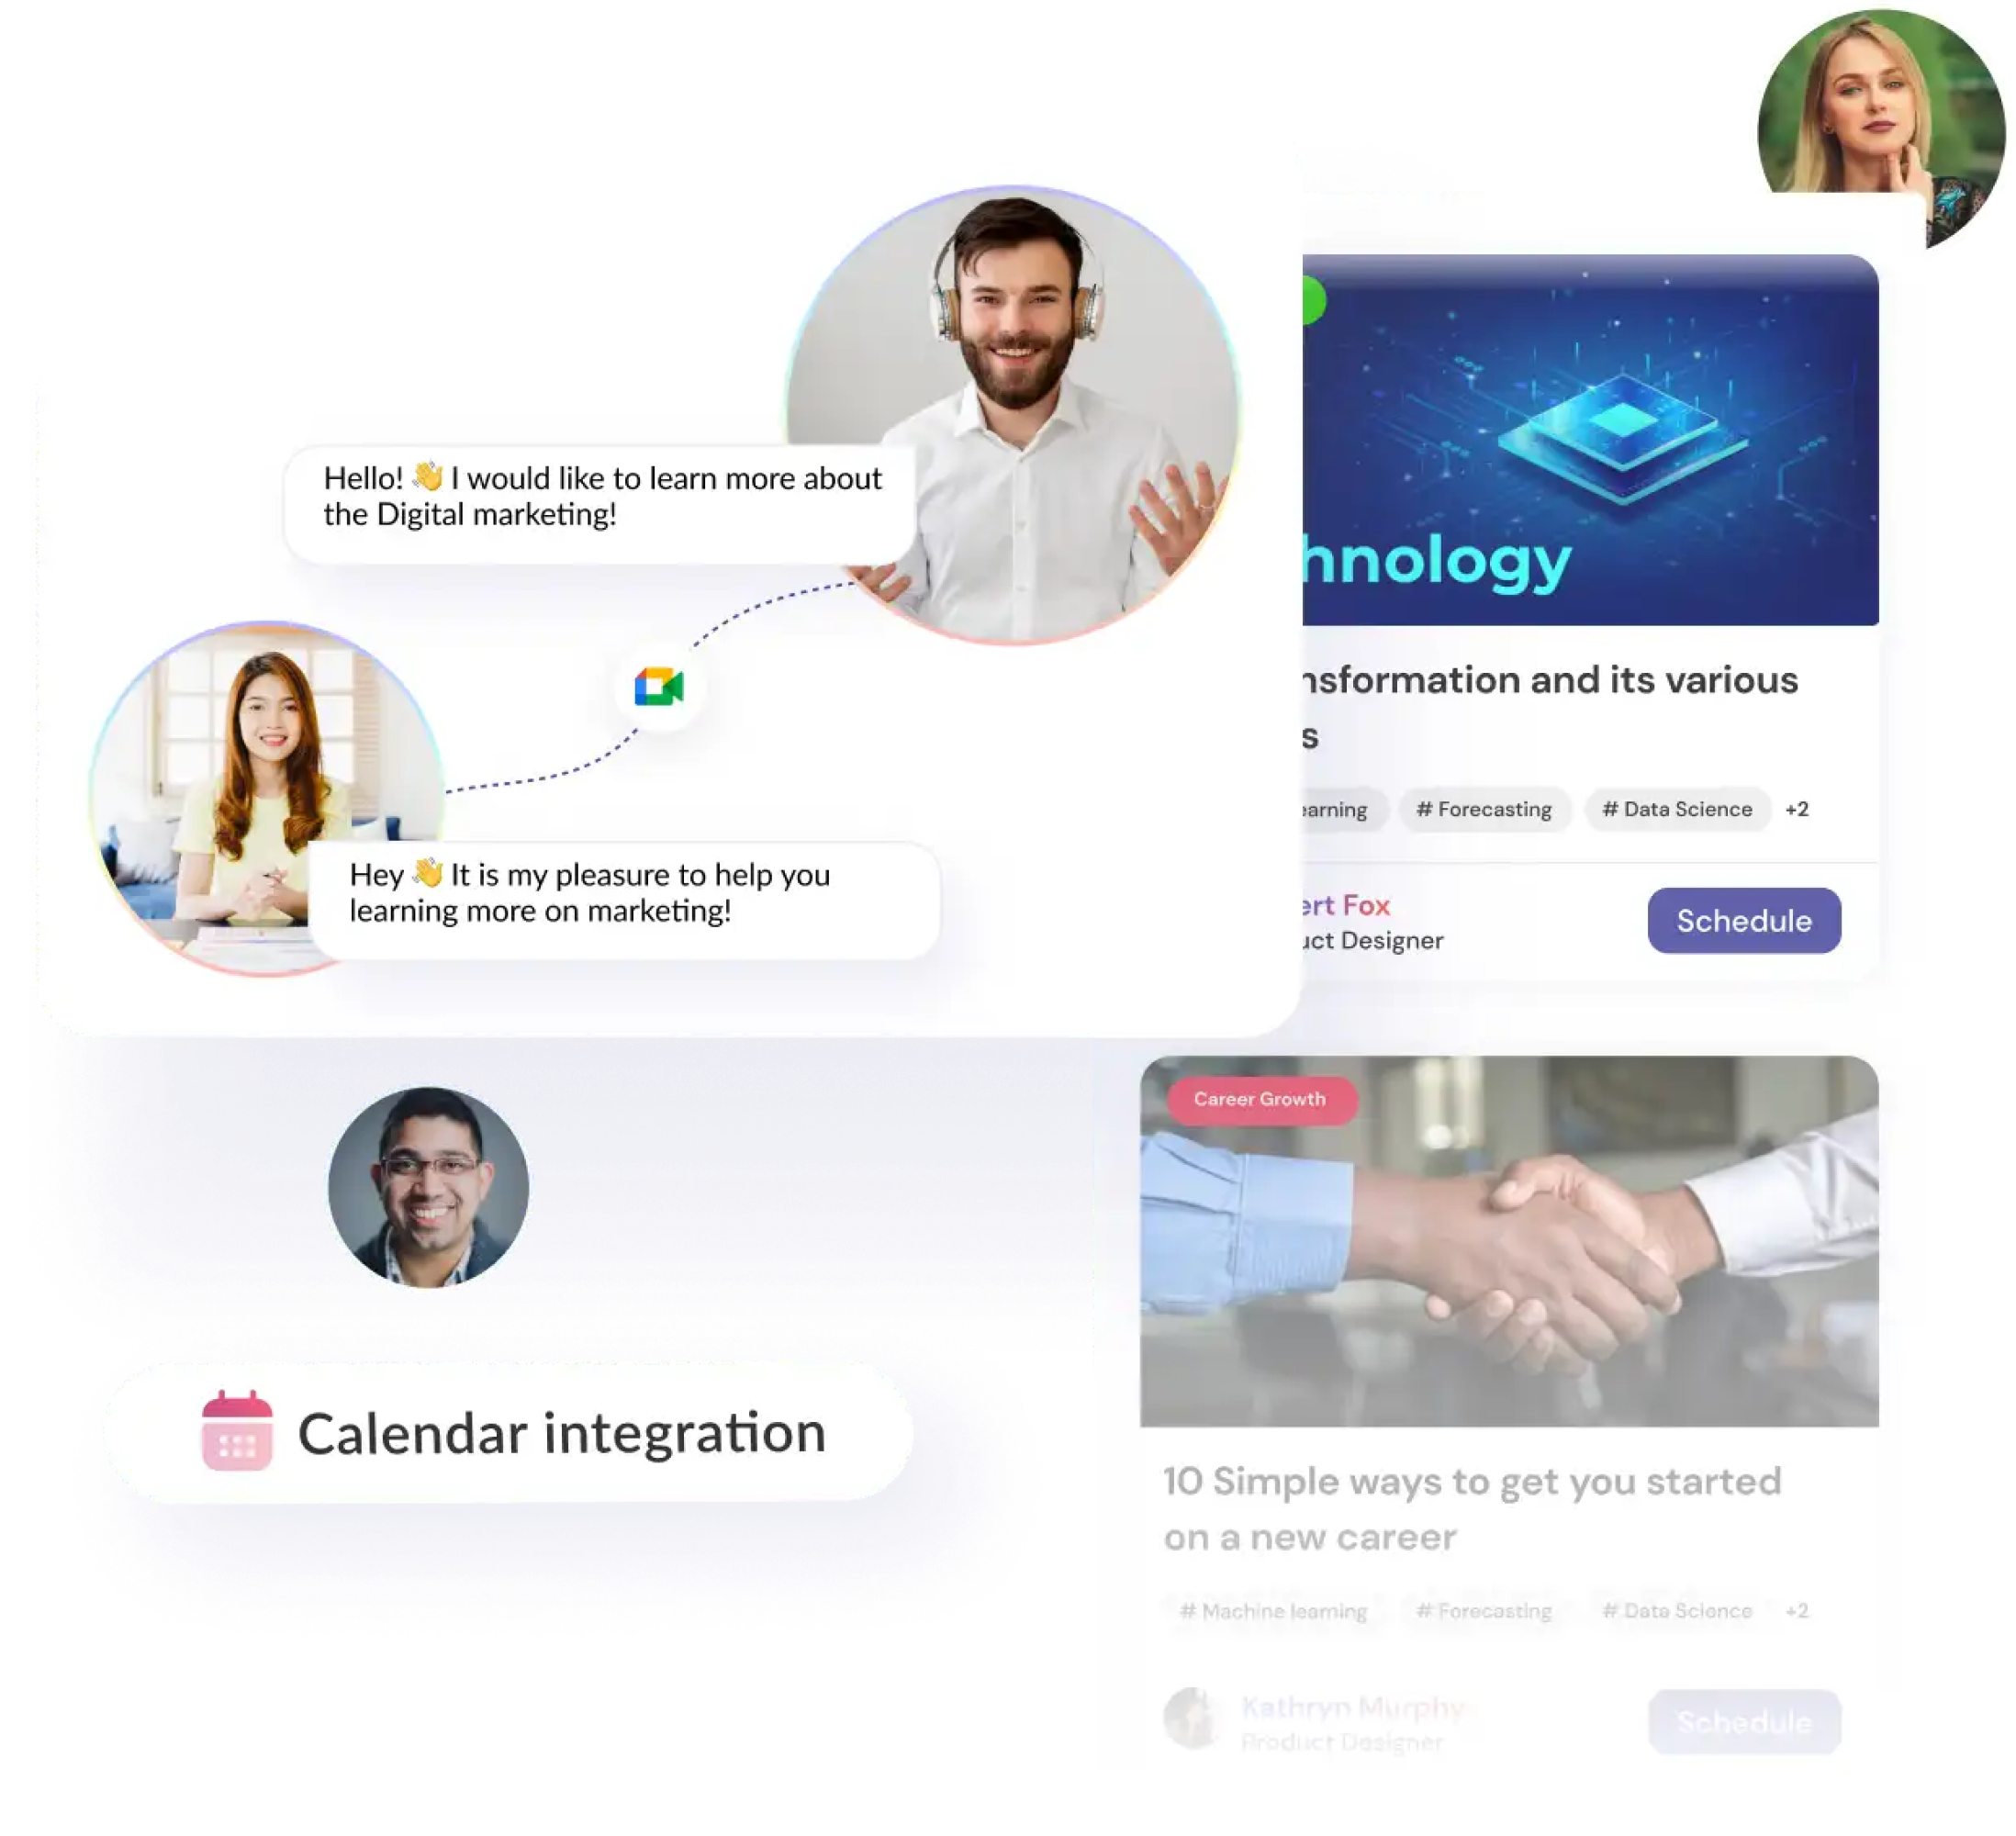 Hello! 👋 I would like to learn more about
the Digital marketing!
Hey 👋 It is my pleasure to help you
learning more on marketing!
Calendar integration
hnology
nsformation and its various
s
earning # Forecasting # Data Science +2
ert Fox
uct Designer
Schedule
Career Growth
10 Simple ways to get you started
on a new career
# Machine learning # Forecasting # Data Science +2
Kathryn Murphy
Product Designer
Schedule